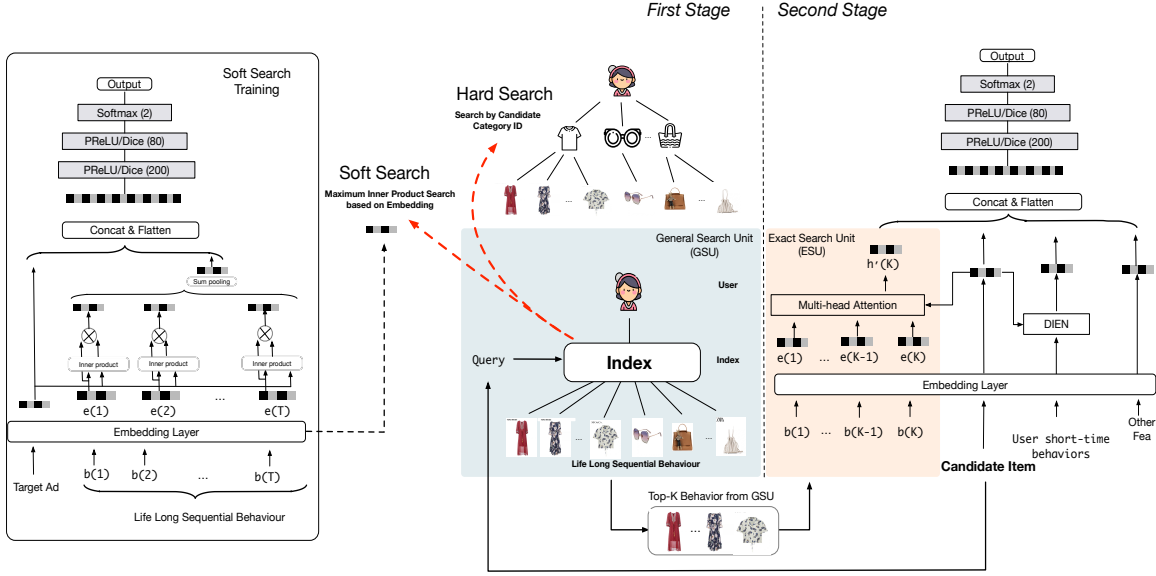 First Stage
Second Stage
Soft Search
Training
Output
Softmax (2)
PReLU/Dice (80)
PReLU/Dice (200)
Concat & Flatten
Sum pooling
Inner product
Inner product
Inner product
e(1)
e(2)
...
e(T)
Embedding Layer
Target Ad
b(1)
b(2)
...
b(T)
Life Long Sequential Behaviour
Hard Search
Search by Candidate
Category ID
Soft Search
Maximum Inner Product Search
based on Embedding
...
...
...
General Search Unit
(GSU)
User
Query
Index
Index
...
...
Life Long Sequential Behaviour
Top-K Behavior from GSU
...
Exact Search Unit
(ESU)
Output
Softmax (2)
PReLU/Dice (80)
PReLU/Dice (200)
Concat & Flatten
h'(K)
Multi-head Attention
DIEN
e(1)
...
e(K-1)
e(K)
Embedding Layer
b(1)
...
b(K-1)
b(K)
Candidate Item
User short-time
behaviors
Other
Fea